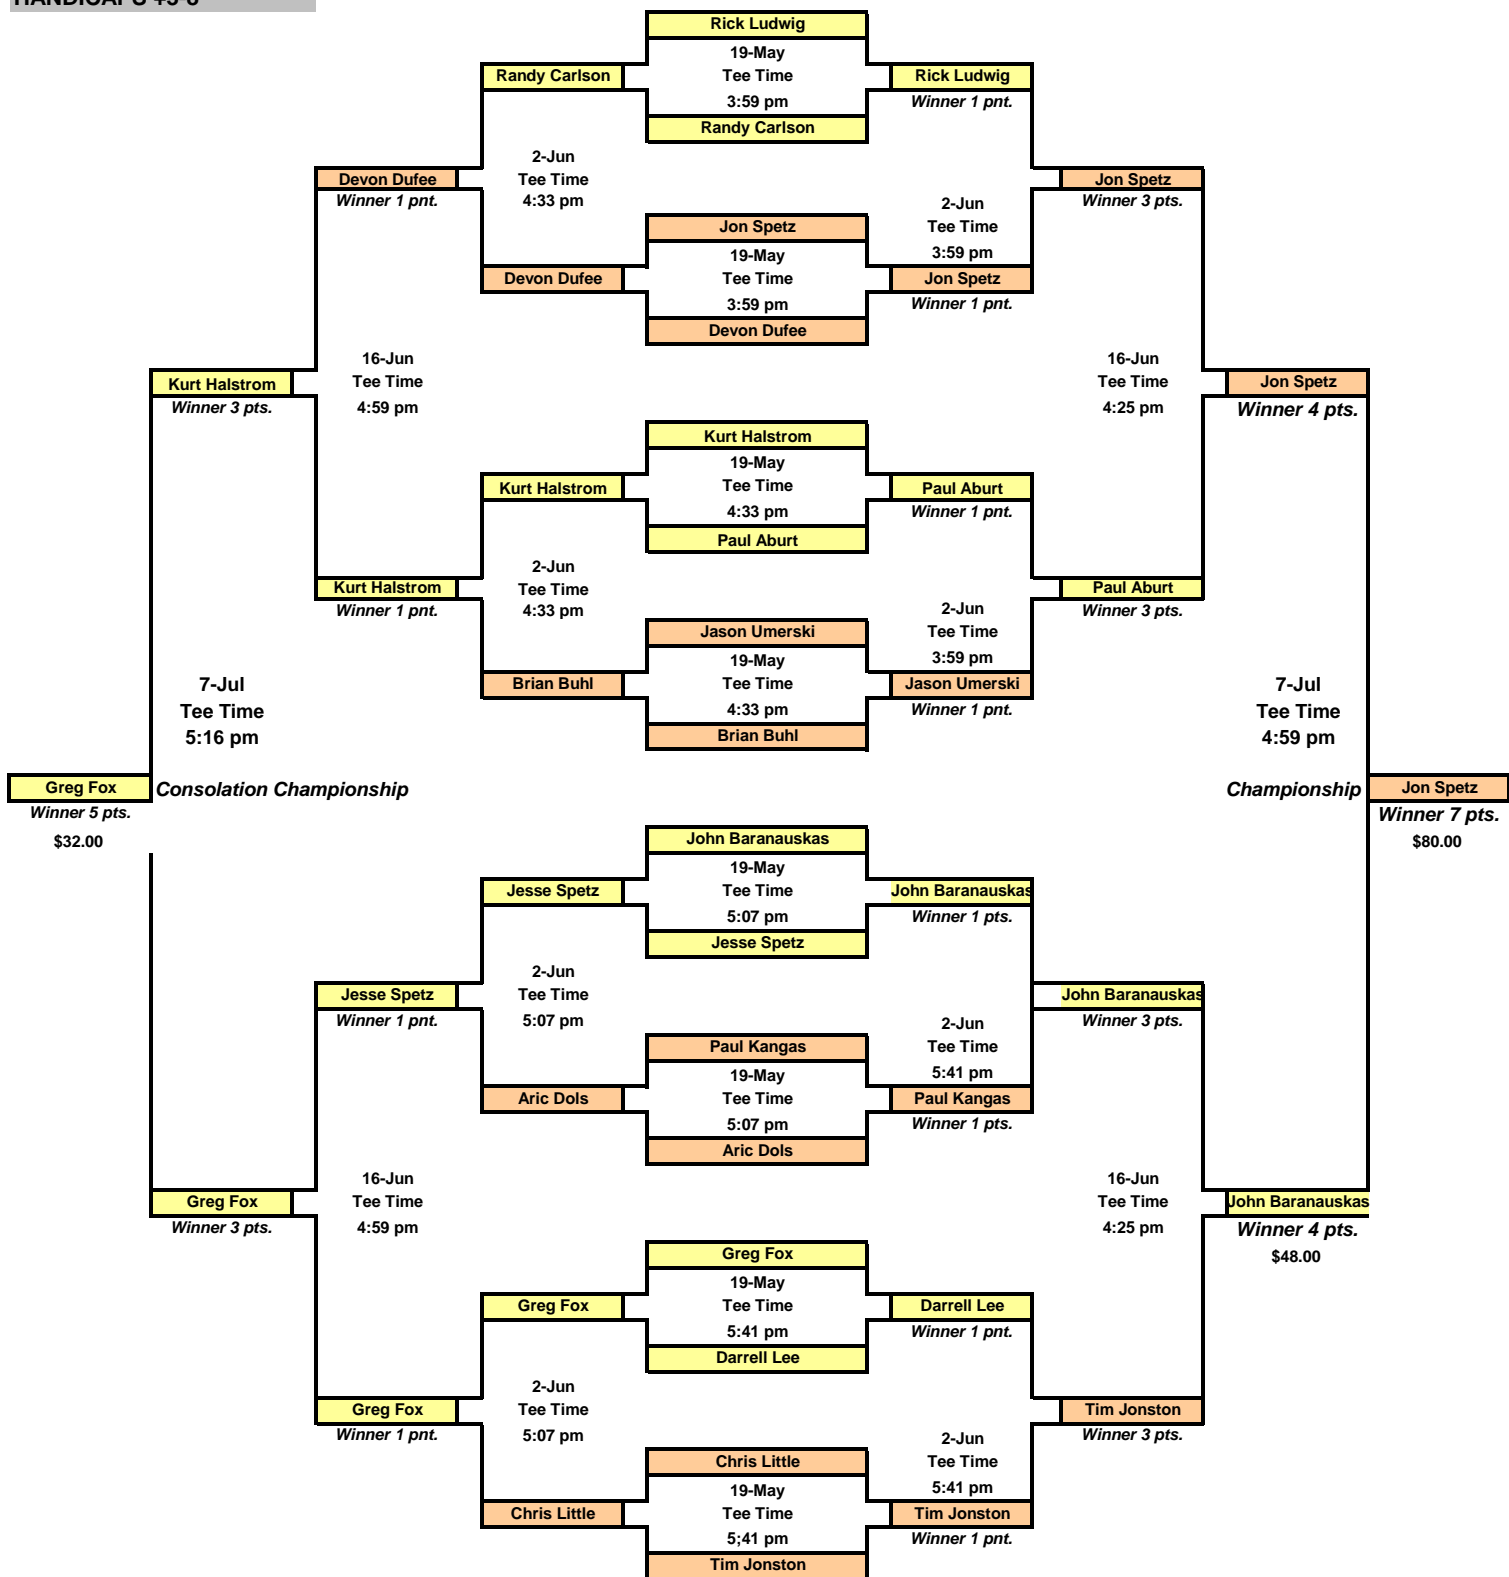 Rick Ludwig
19-May
Randy Carlson Tee Time Rick Ludwig
3:59 pm Winner 1 pnt.
Randy Carlson
2-Jun
Devon Dufee Tee Time Jon Spetz
Winner 1 pnt. 4:33 pm 2-Jun Winner 3 pts.
Jon Spetz Tee Time
19-May 3:59 pm
Devon Dufee Tee Time Jon Spetz
3:59 pm Winner 1 pnt.
Devon Dufee
16-Jun 16-Jun
Kurt Halstrom Tee Time Tee Time Jon Spetz
Winner 3 pts. 4:59 pm 4:25 pm Winner 4 pts.
Kurt Halstrom
19-May
Kurt Halstrom Tee Time Paul Aburt
4:33 pm Winner 1 pnt.
Paul Aburt
2-Jun
Kurt Halstrom Tee Time Paul Aburt
Winner 1 pnt. 4:33 pm 2-Jun Winner 3 pts.
Jason Umerski Tee Time
19-May 3:59 pm
7-Jul Brian Buhl Tee Time Jason Umerski 7-Jul
Tee Time 4:33 pm Winner 1 pnt. Tee Time
5:16 pm Brian Buhl 4:59 pm
Greg Fox Consolation Championship Championship Jon Spetz
Winner 5 pts. Winner 7 pts.
$32.00 John Baranauskas $80.00
19-May
Jesse Spetz Tee Time John Baranauskas
5:07 pm Winner 1 pts.
Jesse Spetz
2-Jun
Jesse Spetz Tee Time John Baranauskas
Winner 1 pnt. 5:07 pm 2-Jun Winner 3 pts.
Paul Kangas Tee Time
19-May 5:41 pm
Aric Dols Tee Time Paul Kangas
5:07 pm Winner 1 pts.
Aric Dols
16-Jun 16-Jun
Greg Fox Tee Time Tee Time John Baranauskas
Winner 3 pts. 4:59 pm 4:25 pm Winner 4 pts.
Greg Fox $48.00
19-May
Greg Fox Tee Time Darrell Lee
5:41 pm Winner 1 pnt.
Darrell Lee
2-Jun
Greg Fox Tee Time Tim Jonston
Winner 1 pnt. 5:07 pm 2-Jun Winner 3 pts.
Chris Little Tee Time
19-May 5:41 pm
Chris Little Tee Time Tim Jonston
5;41 pm Winner 1 pnt.
Tim Jonston